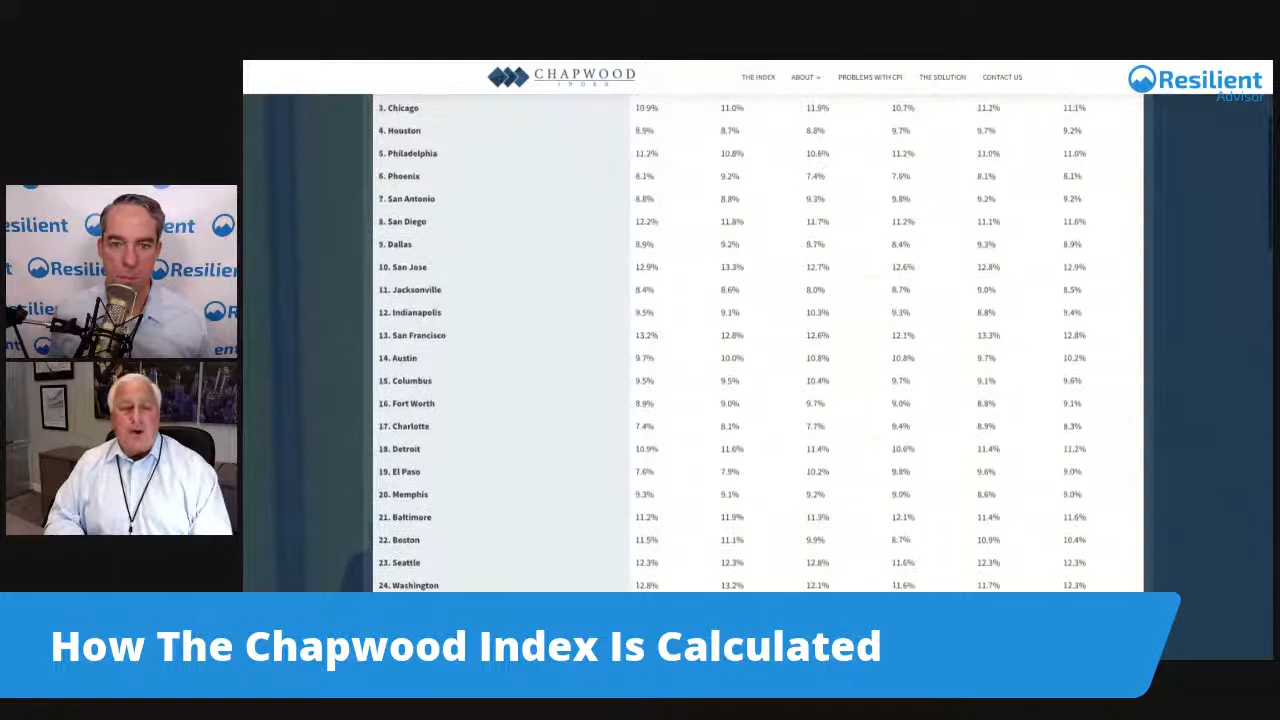 CHAPWOOD
INDEX
THE INDEX ABOUT PROBLEMS WITH CPI THE SOLUTION CONTACT US
Resilient
Advisor
3. Chicago 10.9% 11.0% 11.9% 10.7% 11.2% 11.1%
4. Houston 8.9% 8.7% 8.8% 9.7% 9.7% 9.2%
5. Philadelphia 11.2% 10.8% 10.6% 11.2% 11.0% 11.0%
6. Phoenix 8.1% 9.2% 7.4% 7.6% 8.1% 8.1%
7. San Antonio 8.8% 8.8% 9.3% 9.8% 9.2% 9.2%
8. San Diego 12.2% 11.8% 11.7% 11.2% 11.1% 11.6%
9. Dallas 8.9% 9.2% 8.7% 8.4% 9.3% 8.9%
10. San Jose 12.9% 13.3% 12.7% 12.6% 12.8% 12.9%
11. Jacksonville 8.4% 8.6% 8.0% 8.7% 9.0% 8.5%
12. Indianapolis 9.5% 9.1% 10.3% 9.3% 8.8% 9.4%
13. San Francisco 13.2% 12.8% 12.6% 12.1% 13.3% 12.8%
14. Austin 9.7% 10.0% 10.8% 10.8% 9.7% 10.2%
15. Columbus 9.5% 9.5% 10.4% 9.7% 9.1% 9.6%
16. Fort Worth 8.9% 9.0% 9.7% 9.0% 8.8% 9.1%
17. Charlotte 7.4% 8.1% 7.7% 9.4% 8.9% 8.3%
18. Detroit 10.9% 11.6% 11.4% 10.6% 11.4% 11.2%
19. El Paso 7.6% 7.9% 10.2% 9.8% 9.6% 9.0%
20. Memphis 9.3% 9.1% 9.2% 9.0% 8.6% 9.0%
21. Baltimore 11.2% 11.9% 11.3% 12.1% 11.4% 11.6%
22. Boston 11.5% 11.1% 9.9% 8.7% 10.9% 10.4%
23. Seattle 12.3% 12.3% 12.8% 11.6% 12.3% 12.3%
24. Washington 12.8% 13.2% 12.1% 11.6% 11.7% 12.3%
How The Chapwood Index Is Calculated